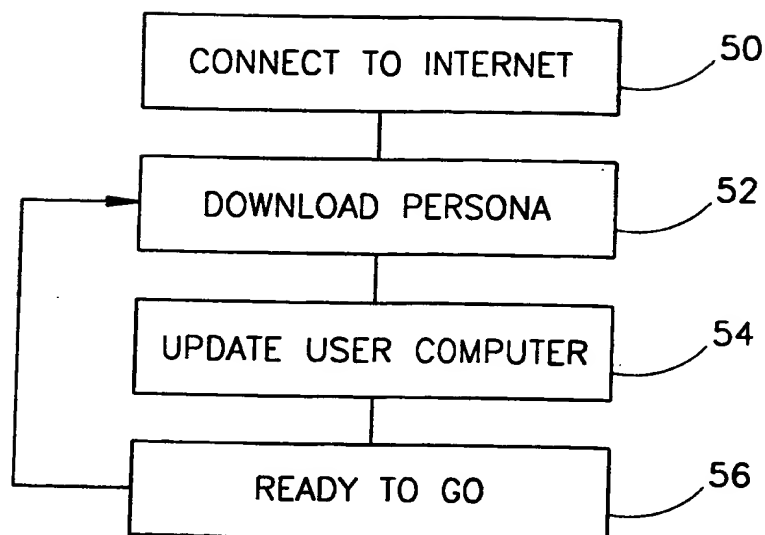 CONNECT TO INTERNET
50
DOWNLOAD PERSONA
52
UPDATE USER COMPUTER
54
READY TO GO
56